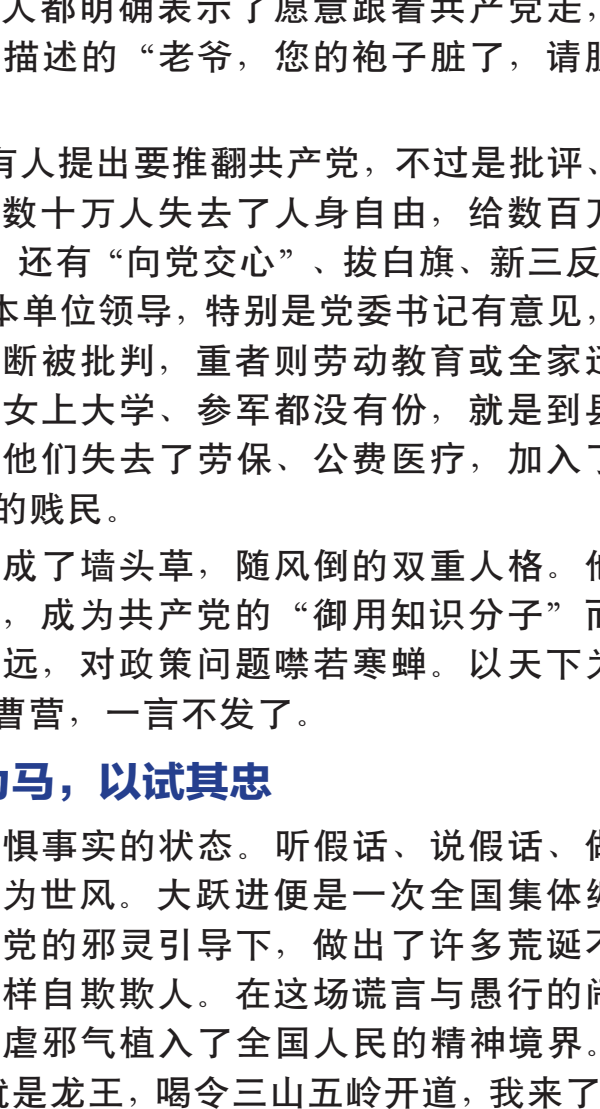 人都明确表示了愿意跟着共产党走，
描述的“老爷，您的袍子脏了，请脱
有人提出要推翻共产党，不过是批评、
数十万人失去了人身自由，给数百万
还有“向党交心”、拔白旗、新三反
本单位领导，特别是党委书记有意见，
断被批判，重者则劳动教育或全家迁
女上大学、参军都没有份，就是到县
他们失去了劳保、公费医疗，加入了
的贱民。
成了墙头草，随风倒的双重人格。他
，成为共产党的“御用知识分子”而
远，对政策问题噤若寒蝉。以天下为
曹营，一言不发了。
为马，以试其忠
惧事实的状态。听假话、说假话、做
为世风。大跃进便是一次全国集体编
党的邪灵引导下，做出了许多荒诞不
样自欺欺人。在这场谎言与愚行的闹
虐邪气植入了全国人民的精神境界。
就是龙王，喝令三山五岭开道，我来了